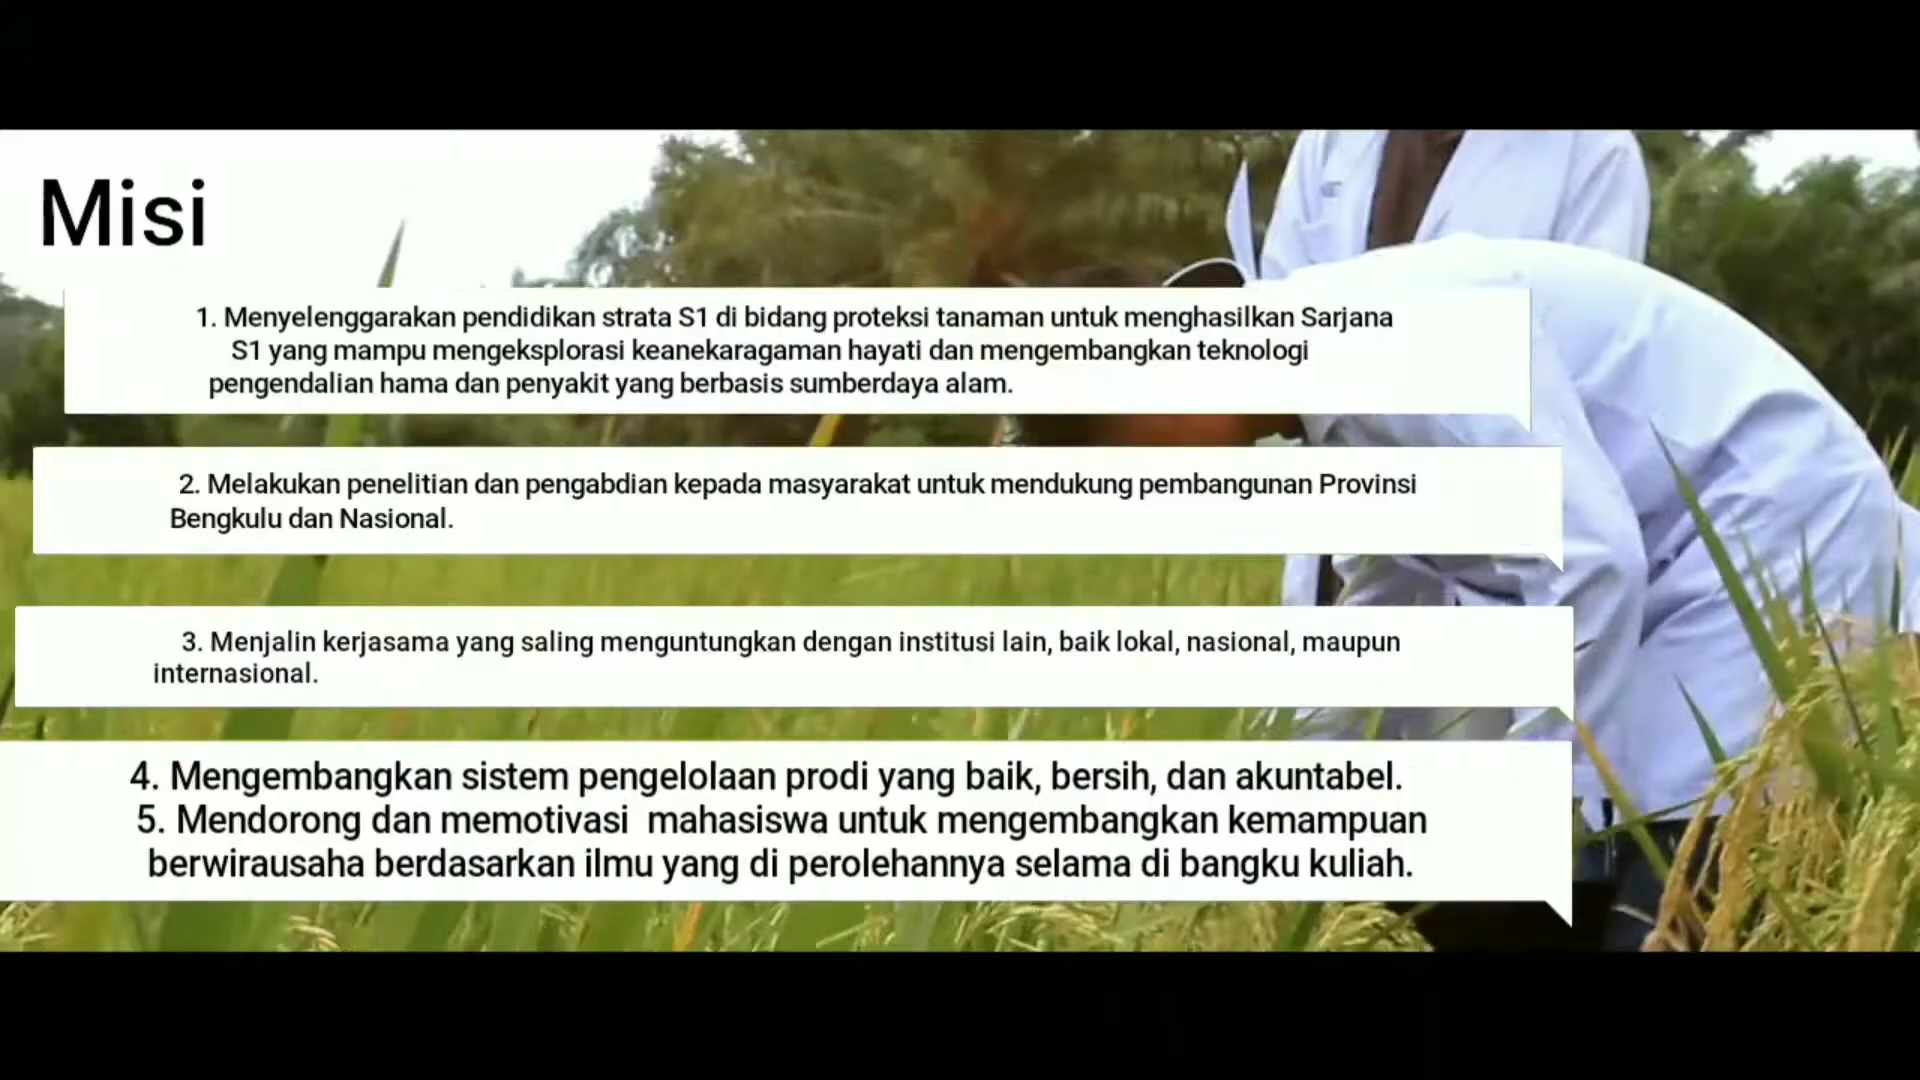 Misi
1. Menyelenggarakan pendidikan strata S1 di bidang proteksi tanaman untuk menghasilkan Sarjana
S1 yang mampu mengeksplorasi keanekaragaman hayati dan mengembangkan teknologi
pengendalian hama dan penyakit yang berbasis sumberdaya alam.
2. Melakukan penelitian dan pengabdian kepada masyarakat untuk mendukung pembangunan Provinsi
Bengkulu dan Nasional.
3. Menjalin kerjasama yang saling menguntungkan dengan institusi lain, baik lokal, nasional, maupun
internasional.
4. Mengembangkan sistem pengelolaan prodi yang baik, bersih, dan akuntabel.
5. Mendorong dan memotivasi  mahasiswa untuk mengembangkan kemampuan
berwirausaha berdasarkan ilmu yang di perolehannya selama di bangku kuliah.